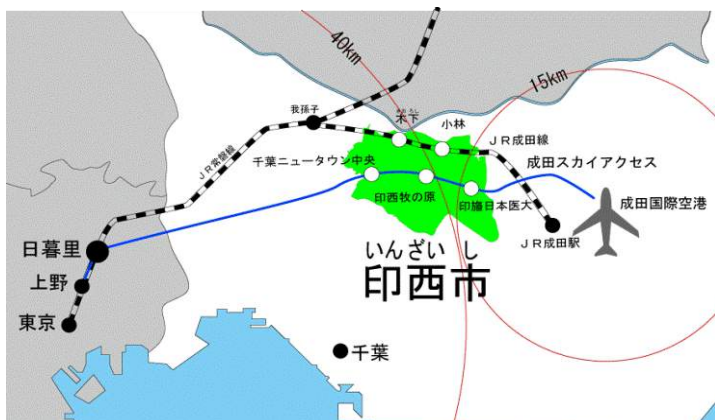 40km
15km
我孫子
きおろし
木下
小林
JR成田線
JR常磐線
千葉ニュータウン中央
成田スカイアクセス
印西牧の原
印旛日本医大
成田国際空港
JR成田駅
日暮里
いんざいし
印西市
上野
東京
千葉